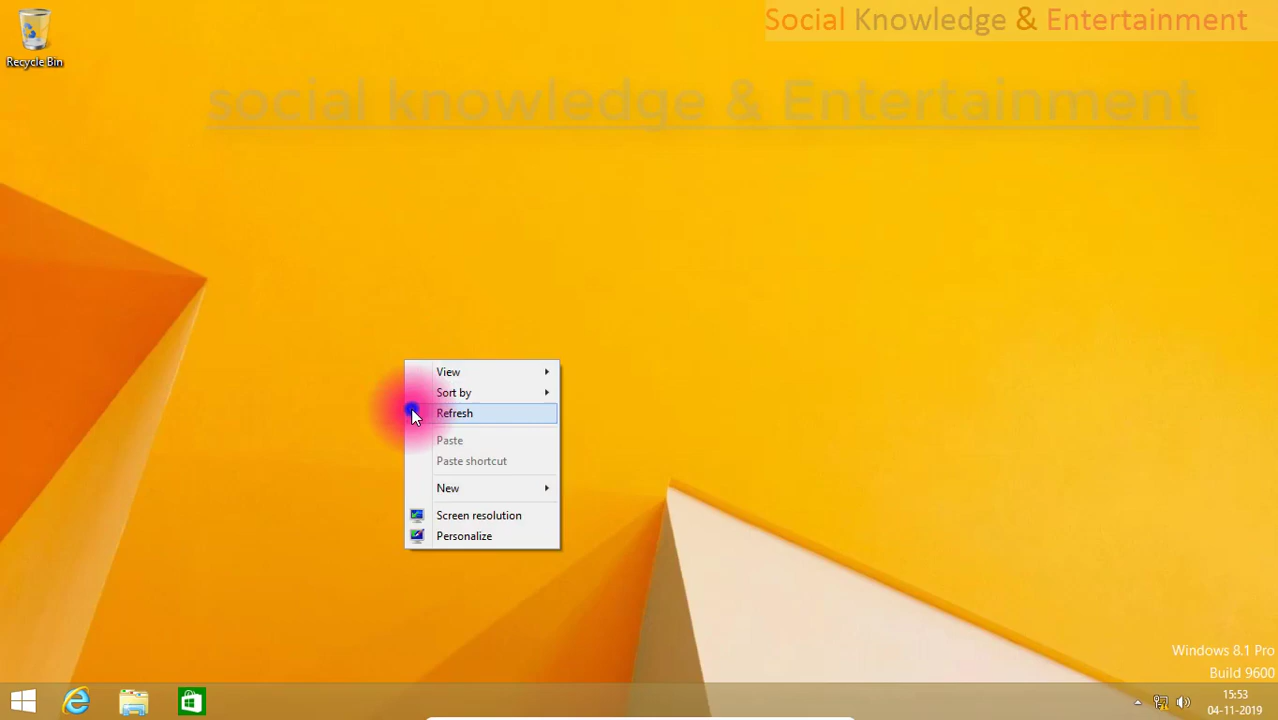 Social Knowledge & Entertainment
Recycle Bin
social knowledge & Entertainment
View
Sort by
Refresh
Paste
Paste shortcut
New
Screen resolution
Personalize
Windows 8.1 Pro
Build 9600
15:53
04-11-2019